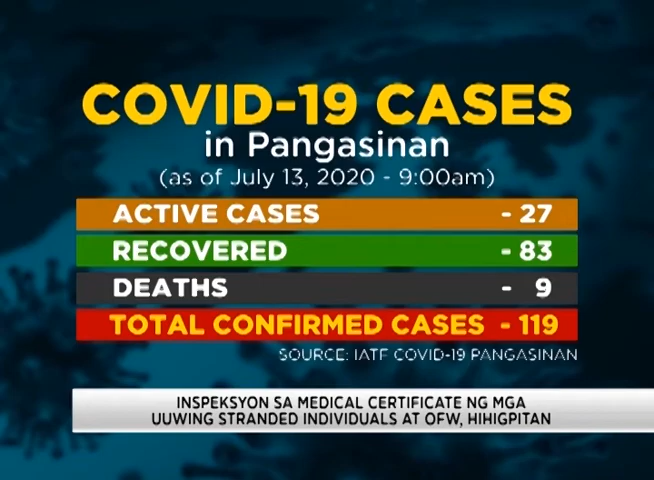 COVID-19 CASES
in Pangasinan
(as of July 13, 2020 - 9:00am)
ACTIVE CASES - 27
RECOVERED - 83
DEATHS - 9
TOTAL CONFIRMED CASES - 119
SOURCE: IATF COVID-19 PANGASINAN
INSPEKSYON SA MEDICAL CERTIFICATE NG MGA
UUWING STRANDED INDIVIDUALS AT OFW, HIHIGPITAN